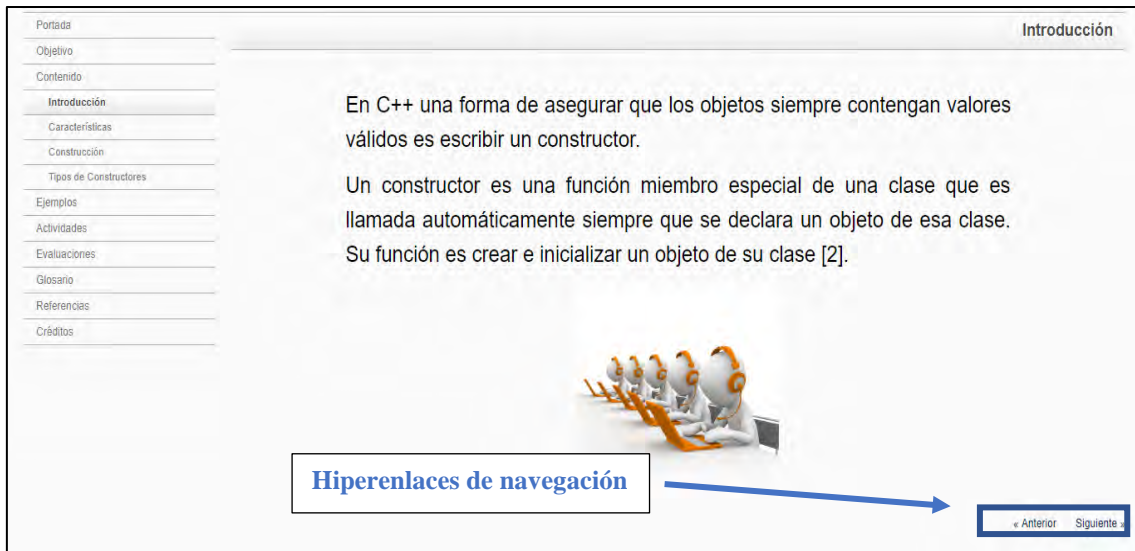 Portada
Objetivo
Contenido
Introducción
Características
Construcción
Tipos de Constructores
Ejemplos
Actividades
Evaluaciones
Glosario
Referencias
Créditos
Introducción
En C++ una forma de asegurar que los objetos siempre contengan valores
válidos es escribir un constructor.
Un constructor es una función miembro especial de una clase que es
llamada automáticamente siempre que se declara un objeto de esa clase.
Su función es crear e inicializar un objeto de su clase [2].
Hiperenlaces de navegación
« Anterior Siguiente »